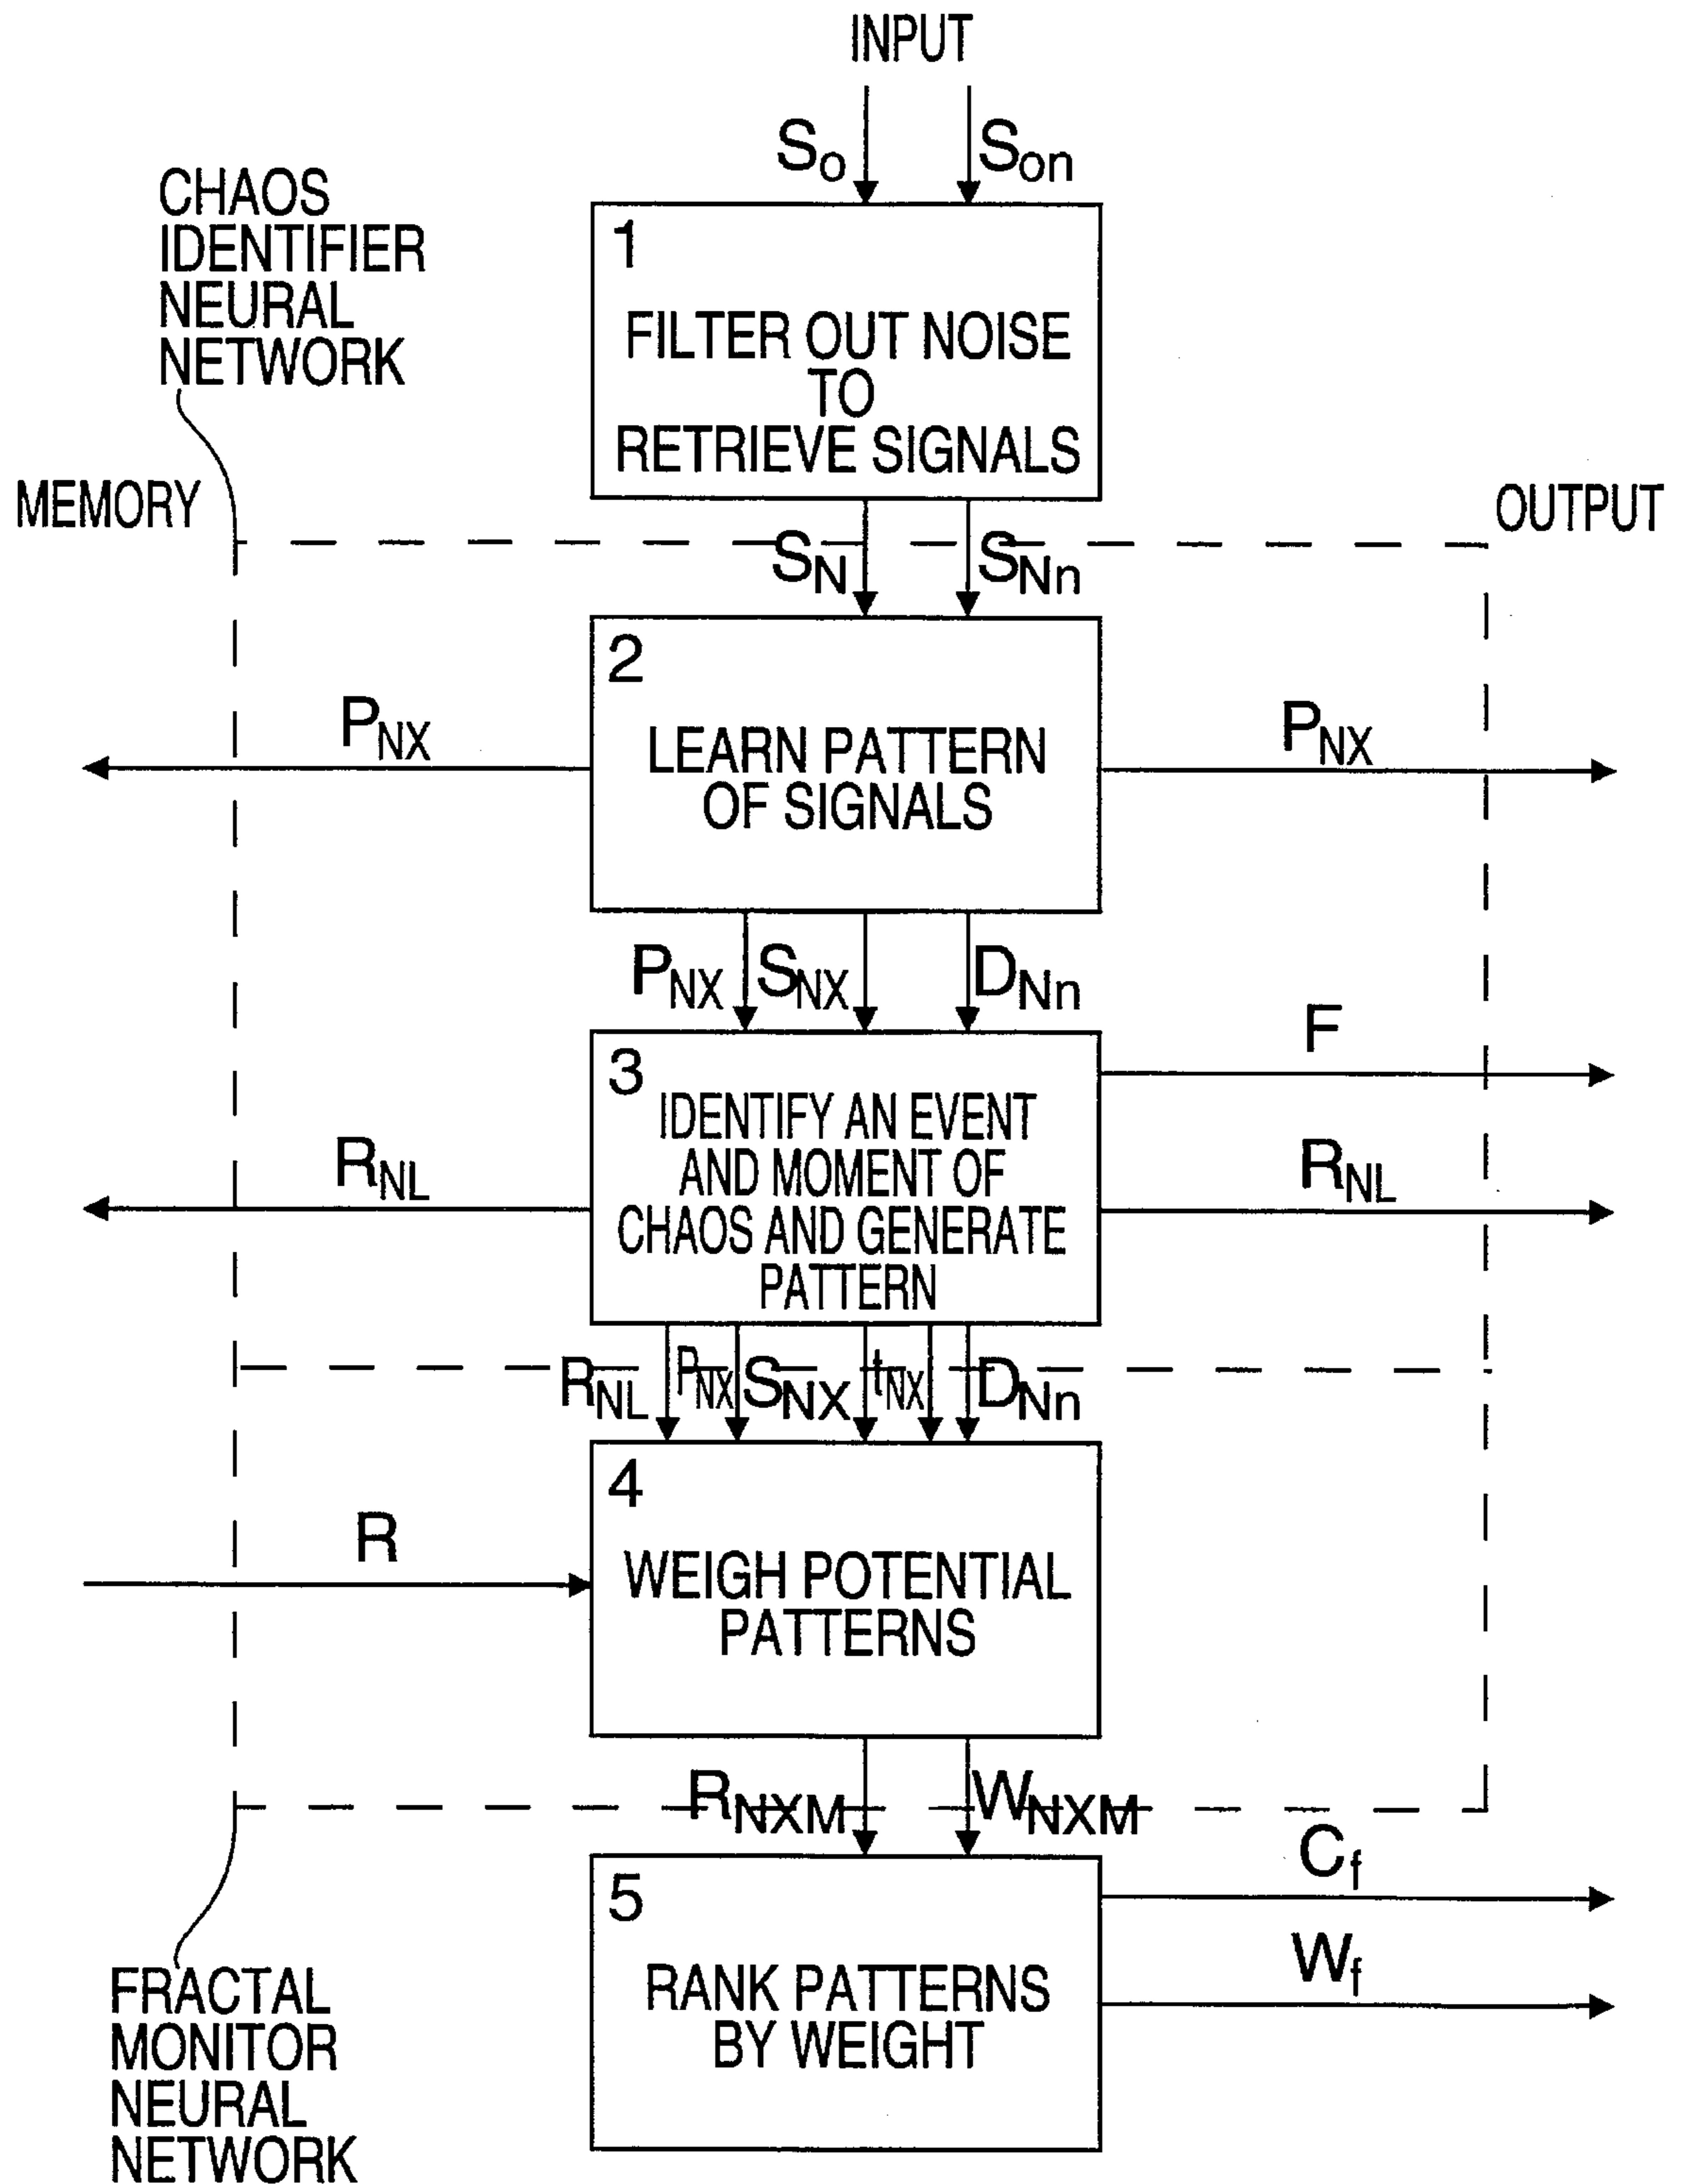 INPUT
So Son
CHAOS
IDENTIFIER
NEURAL
NETWORK
1
FILTER OUT NOISE
TO
RETRIEVE SIGNALS
MEMORY
OUTPUT
SN SNn
2
LEARN PATTERN
OF SIGNALS
PNX
PNX
PNX SNX DNn
3
IDENTIFY AN EVENT
AND MOMENT OF
CHAOS AND GENERATE
PATTERN
F
RNL
RNL
RNL PNX SNX tNX DNn
4
WEIGH POTENTIAL
PATTERNS
R
RNXM WNXM
5
RANK PATTERNS
BY WEIGHT
Cf
Wf
FRACTAL
MONITOR
NEURAL
NETWORK